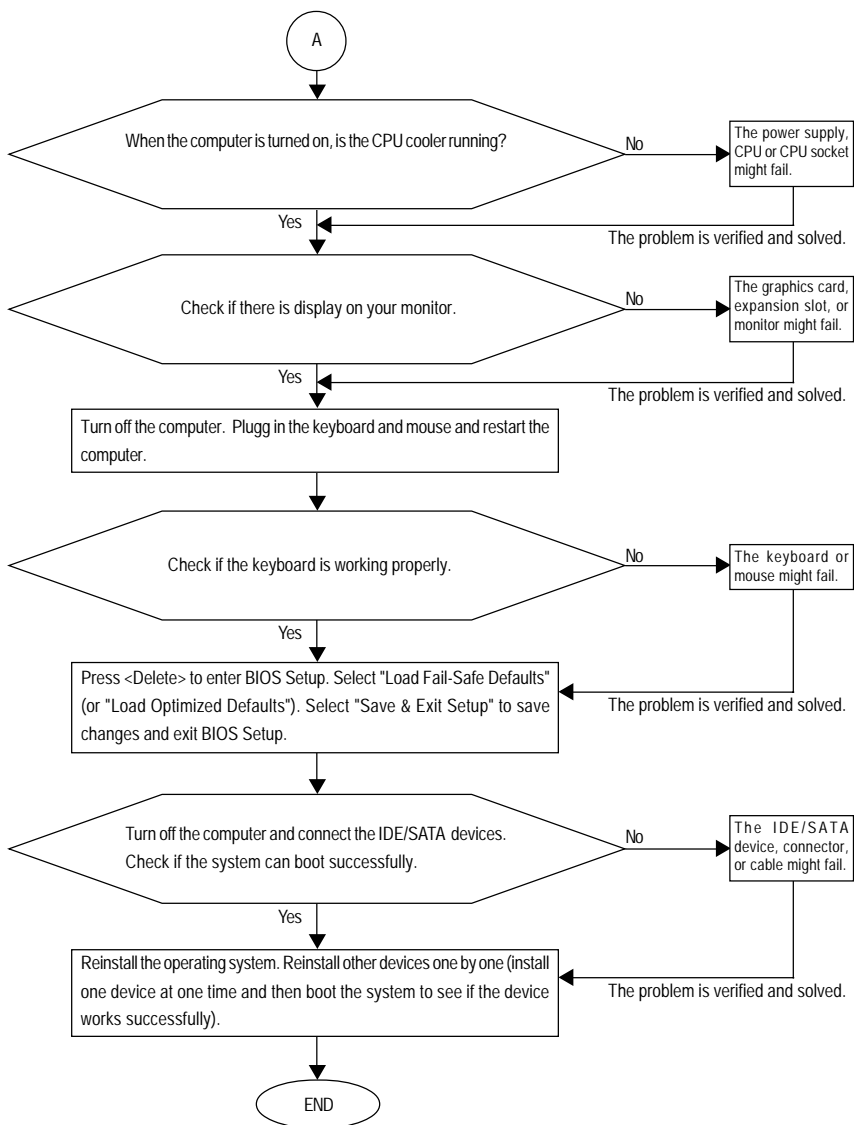 A
When the computer is turned on, is the CPU cooler running?
No
The power supply,
CPU or CPU socket
might fail.
Yes
The problem is verified and solved.
Check if there is display on your monitor.
No
The graphics card,
expansion slot, or
monitor might fail.
Yes
The problem is verified and solved.
Turn off the computer. Plugg in the keyboard and mouse and restart the
computer.
Check if the keyboard is working properly.
No
The keyboard or
mouse might fail.
Yes
Press <Delete> to enter BIOS Setup. Select "Load Fail-Safe Defaults"
(or "Load Optimized Defaults"). Select "Save & Exit Setup" to save
changes and exit BIOS Setup.
The problem is verified and solved.
Turn off the computer and connect the IDE/SATA devices.
Check if the system can boot successfully.
No
The IDE/SATA
device, connector,
or cable might fail.
Yes
Reinstall the operating system. Reinstall other devices one by one (install
one device at one time and then boot the system to see if the device
works successfully).
The problem is verified and solved.
END